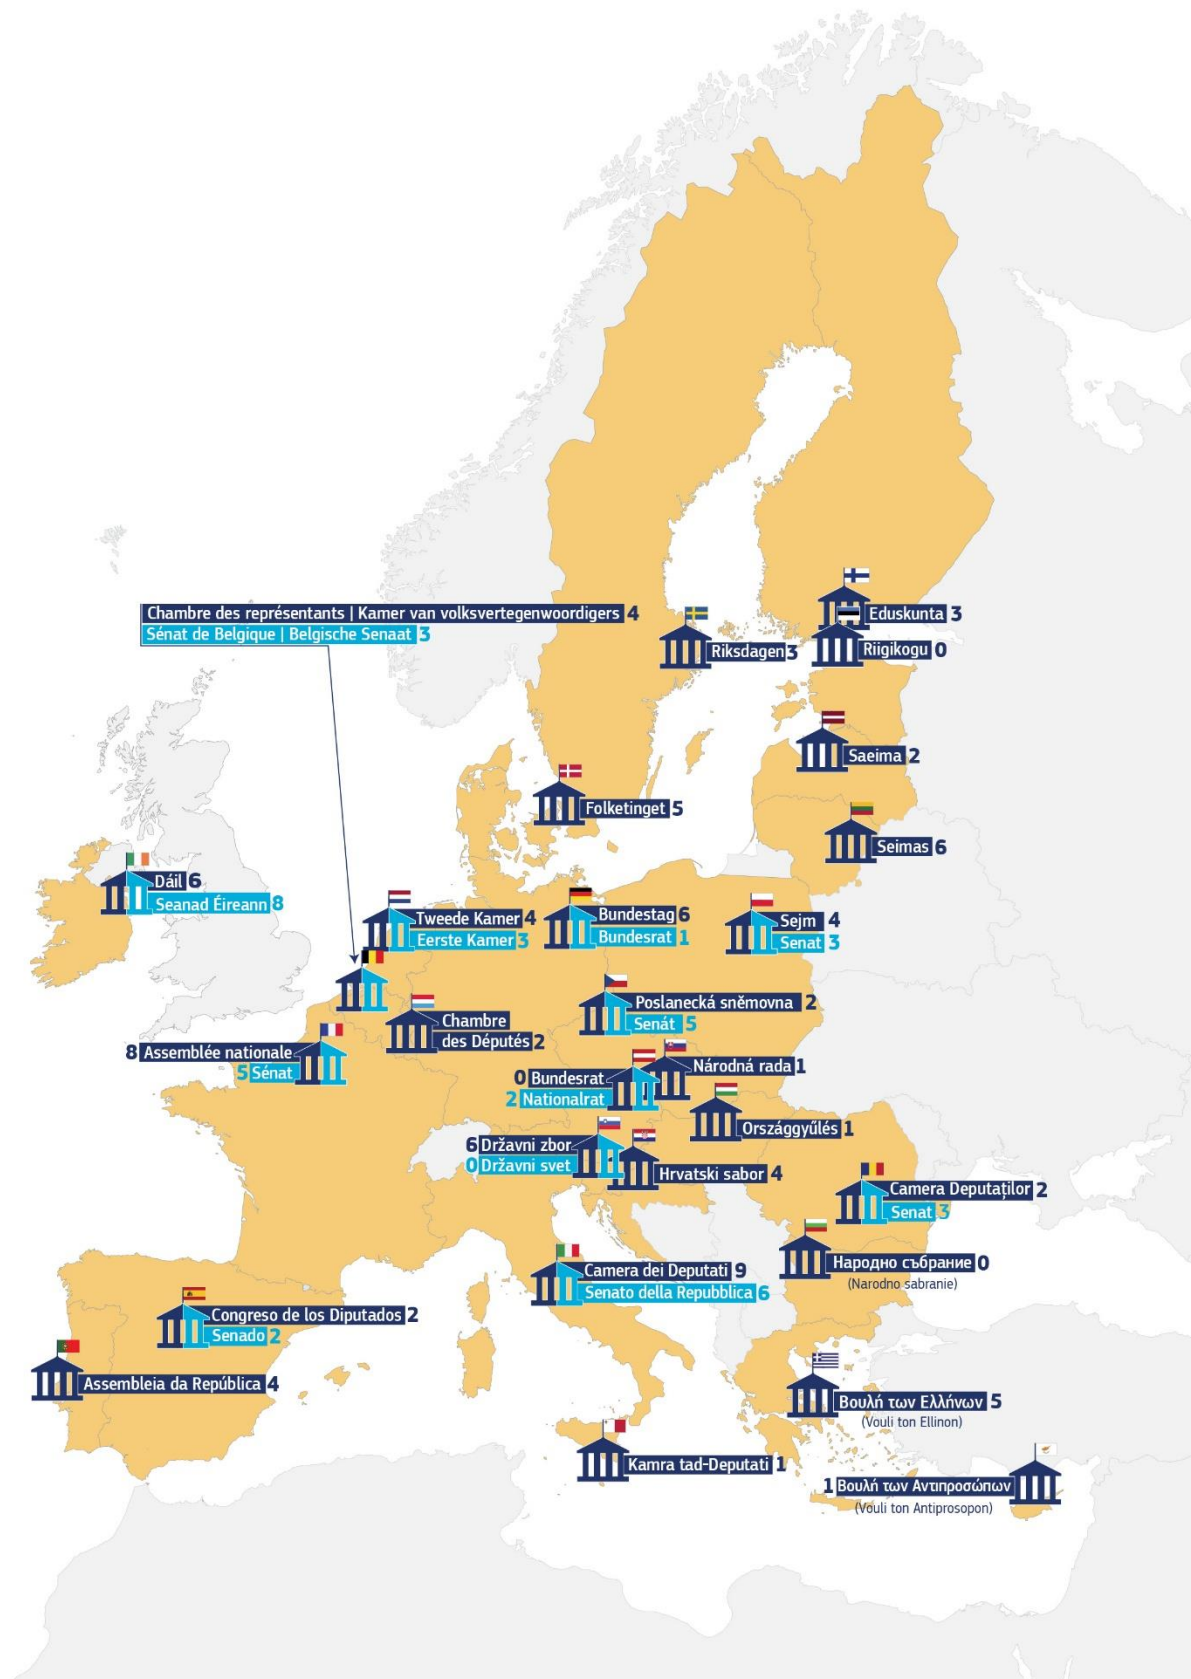 Eduskunta 3
Chambre des représentants | Kamer van volksvertegenwoordigers 4
Sénat de Belgique | Belgische Senaat 3
Riksdagen 3
Riigikogu 0
Saeima 2
Folketinget 5
Seimas 6
Dáil 6
Seanad Éireann 8
Tweede Kamer 4
Eerste Kamer 3
Bundestag 6
Bundesrat 1
Sejm 4
Senat 3
Poslanecká sněmovna 2
Senát 5
Chambre
des Députés 2
8 Assemblée nationale
5 Sénat
Národná rada 1
0 Bundesrat
2 Nationalrat
Országgyűlés 1
6 Državni zbor
0 Državni svet
Hrvatski sabor 4
Camera Deputaților 2
Senat 3
Народно събрание 0
(Narodno sabranie)
Camera dei Deputati 9
Senato della Repubblica 6
Congreso de los Diputados 2
Senado 2
Assembleia da República 4
Βουλή των Ελλήνων 5
(Vouli ton Ellinon)
Kamra tad-Deputati 1
1 Βουλή των Αντιπροσώπων
(Vouli ton Antiprosopon)